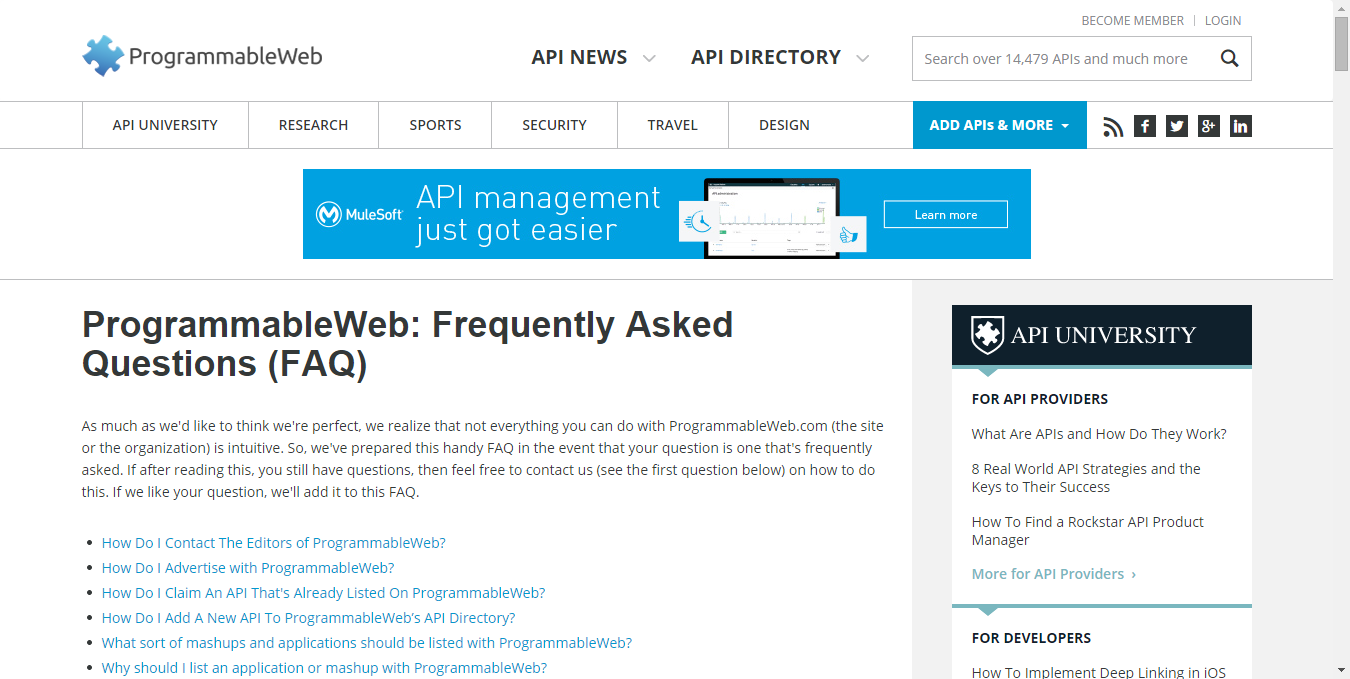 BECOME MEMBER | LOGIN
ProgrammableWeb
API NEWS
API DIRECTORY
Search over 14,479 APIs and much more
API UNIVERSITY
RESEARCH
SPORTS
SECURITY
TRAVEL
DESIGN
ADD APIs & MORE
MuleSoft
API management
just got easier
Learn more
ProgrammableWeb: Frequently Asked
Questions (FAQ)
As much as we'd like to think we're perfect, we realize that not everything you can do with ProgrammableWeb.com (the site
or the organization) is intuitive. So, we've prepared this handy FAQ in the event that your question is one that's frequently
asked. If after reading this, you still have questions, then feel free to contact us (see the first question below) on how to do
this. If we like your question, we'll add it to this FAQ.
How Do I Contact The Editors of ProgrammableWeb?
How Do I Advertise with ProgrammableWeb?
How Do I Claim An API That's Already Listed On ProgrammableWeb?
How Do I Add A New API To ProgrammableWeb’s API Directory?
What sort of mashups and applications should be listed with ProgrammableWeb?
Why should I list an application or mashup with ProgrammableWeb?
API UNIVERSITY
FOR API PROVIDERS
What Are APIs and How Do They Work?
8 Real World API Strategies and the
Keys to Their Success
How To Find a Rockstar API Product
Manager
More for API Providers ›
FOR DEVELOPERS
How To Implement Deep Linking in iOS